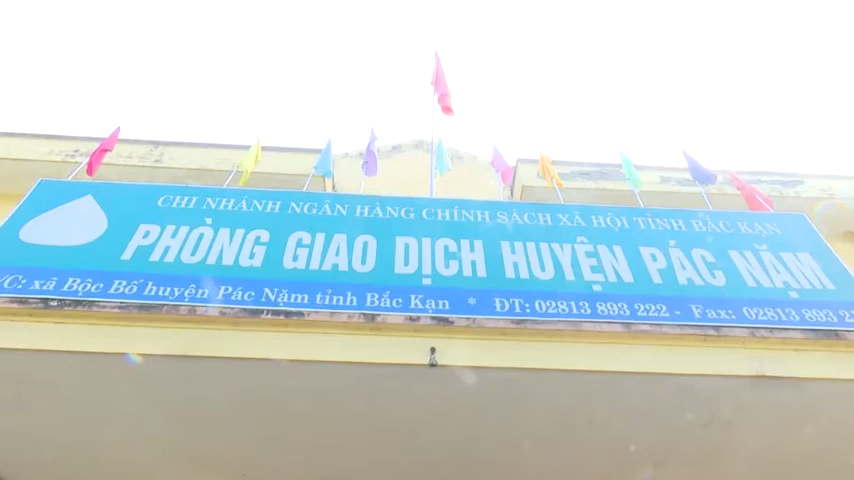 CHI NHÁNH NGÂN HÀNG CHÍNH SÁCH XÃ HỘI TỈNH BẮC KẠN
PHÒNG GIAO DỊCH HUYỆN PÁC NẶM
/C: xã Bộc Bố huyện Pác Nặm tỉnh Bắc Kạn * ĐT: 02813 893 222 - Fax: 02813 893